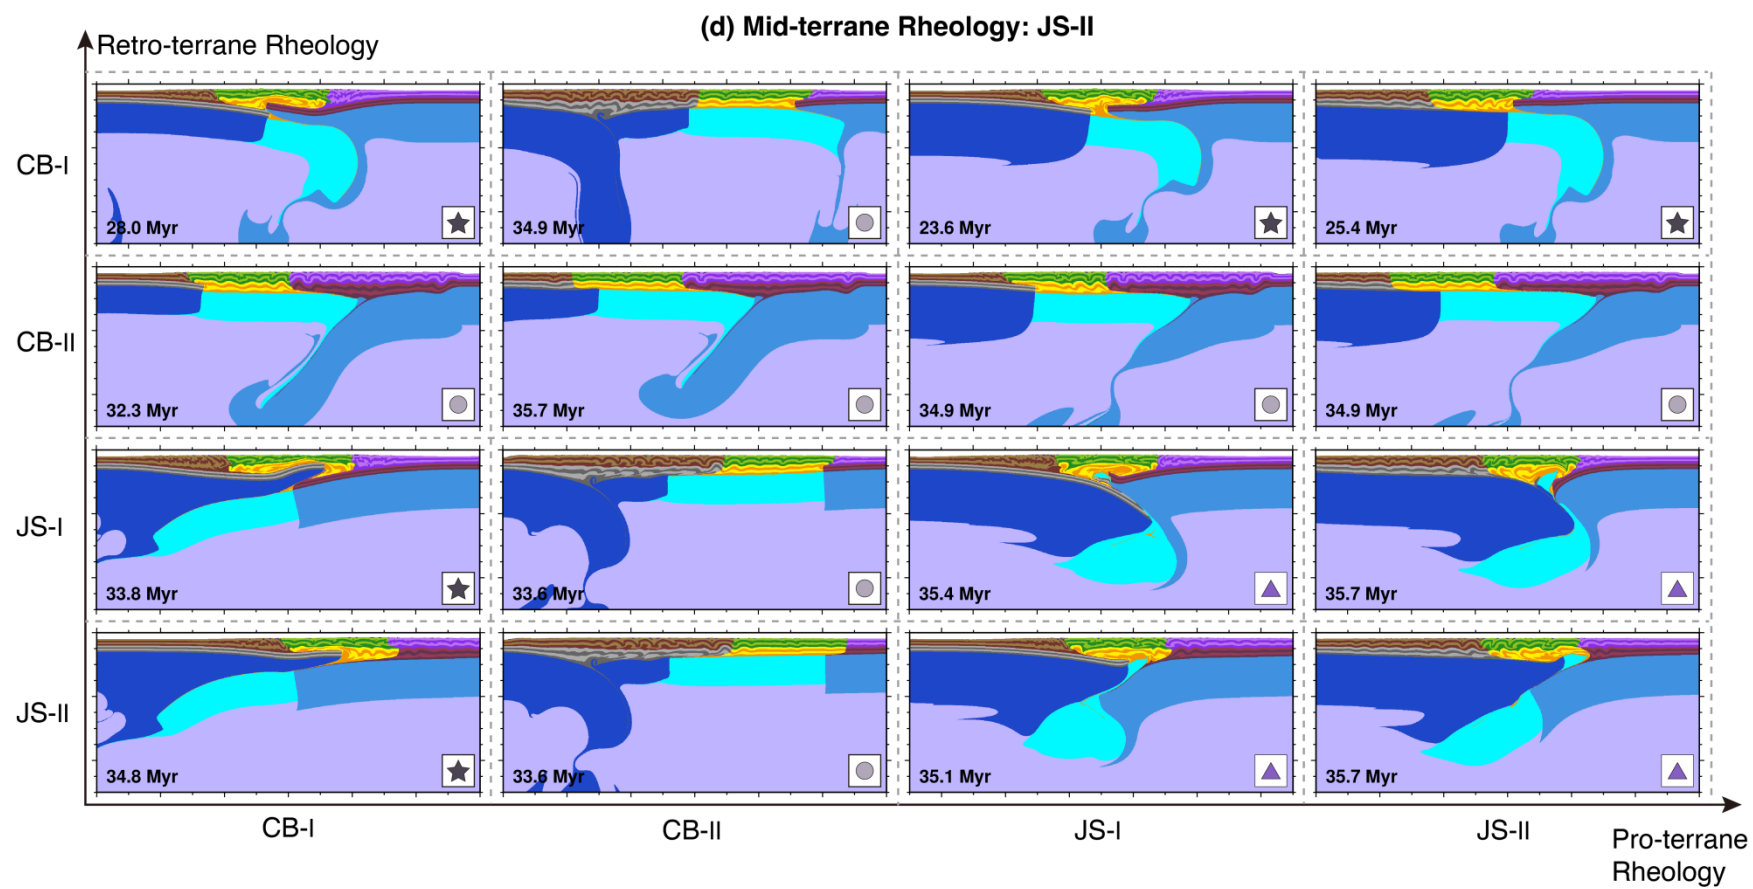 (d) Mid-terrane Rheology: JS-II
Retro-terrane Rheology
CB-I
28.0 Myr
34.9 Myr
23.6 Myr
25.4 Myr
CB-II
32.3 Myr
35.7 Myr
34.9 Myr
34.9 Myr
JS-I
33.8 Myr
33.6 Myr
35.4 Myr
35.7 Myr
JS-II
34.8 Myr
33.6 Myr
35.1 Myr
35.7 Myr
CB-I
CB-II
JS-I
JS-II
Pro-terrane
Rheology